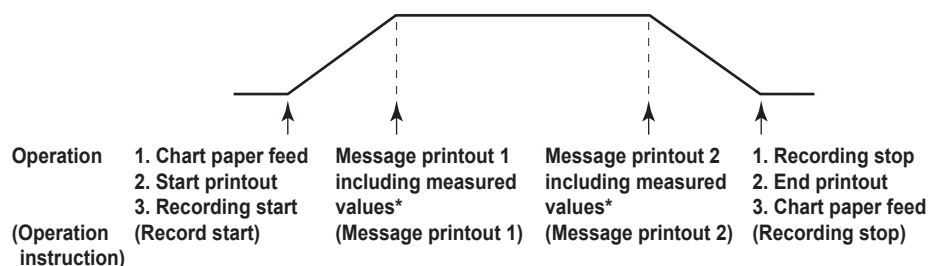 Operation 1. Chart paper feed Message printout 1 Message printout 2 1. Recording stop
2. Start printout including measured including measured 2. End printout
3. Recording start values* values* 3. Chart paper feed
(Operation (Record start) (Message printout 1) (Message printout 2) (Recording stop)
instruction)